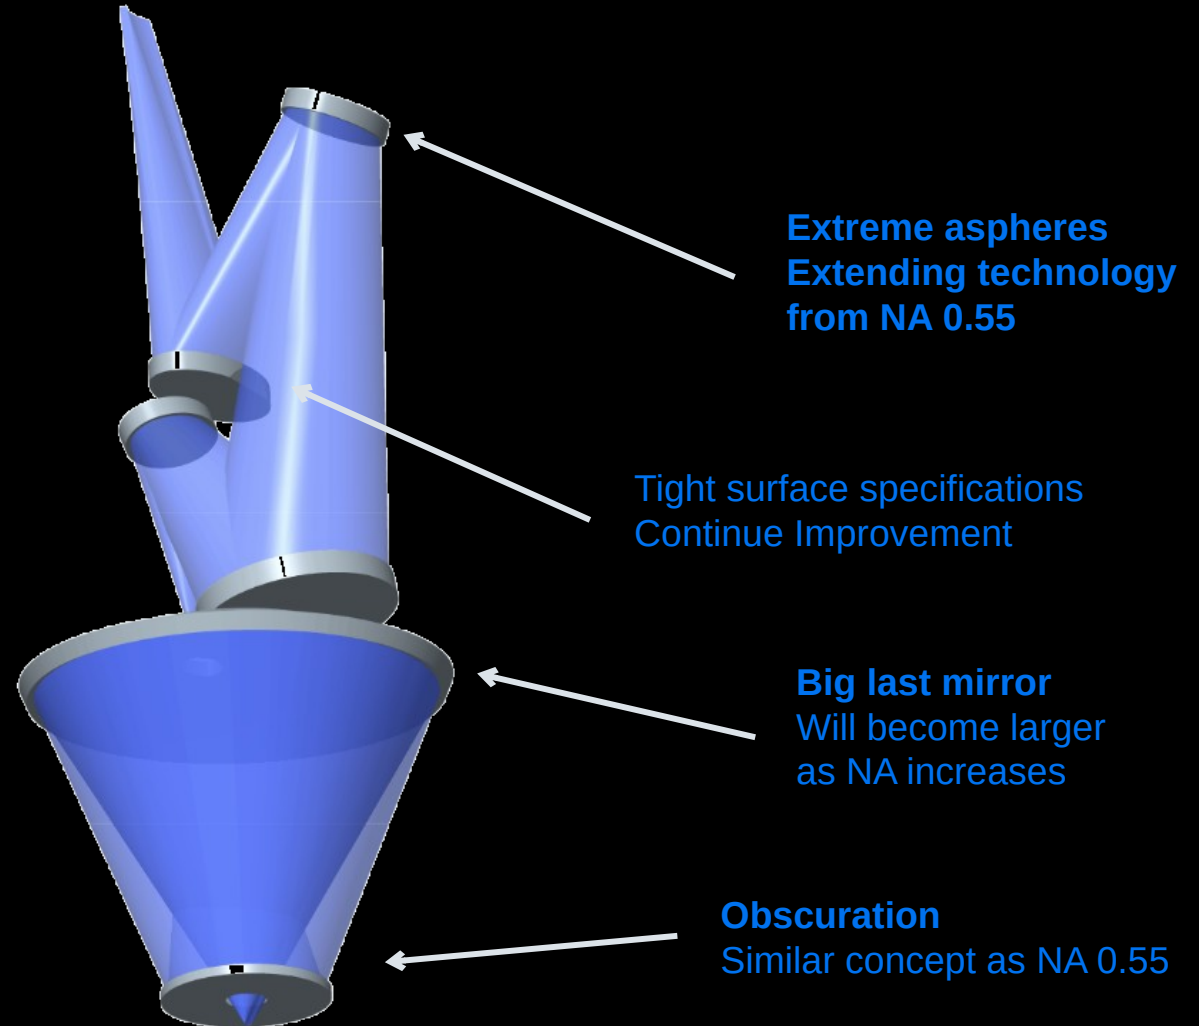 Extreme aspheres
Extending technology
from NA 0.55
Tight surface specifications
Continue Improvement
Big last mirror
Will become larger
as NA increases
Obscuration
Similar concept as NA 0.55